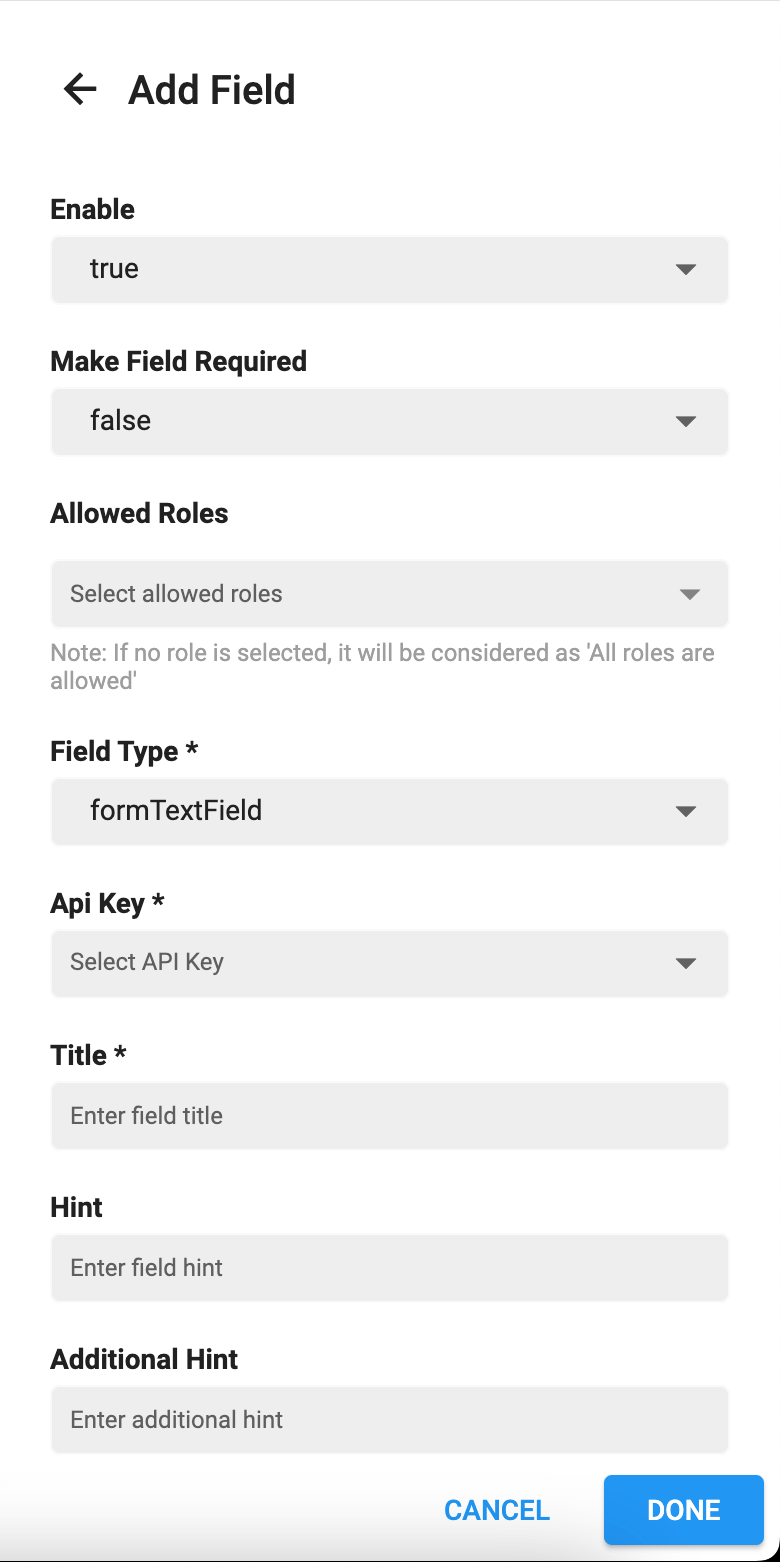 Add Field
Enable
true
Make Field Required
false
Allowed Roles
Select allowed roles
Note: If no role is selected, it will be considered as 'All roles are
allowed'
Field Type *
formTextField
Api Key *
Select API Key
Title *
Enter field title
Hint
Enter field hint
Additional Hint
Enter additional hint
CANCEL
DONE